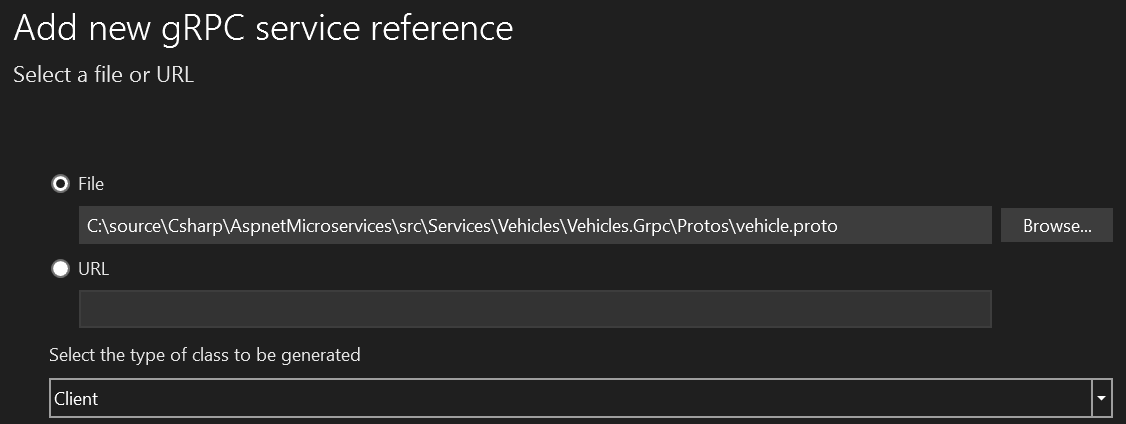 Add new gRPC service reference
Select a file or URL
File
C:\source\Csharp\AspnetMicroservices\src\Services\Vehicles\Vehicles.Grpc\Protos\vehicle.proto
Browse...
URL
Select the type of class to be generated
Client